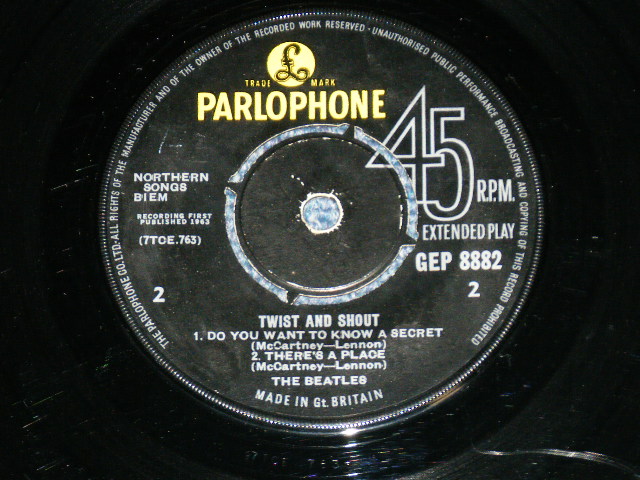 THE PARLOPHONE CO.LTD.-ALL RIGHTS OF THE MANUFACTURER AND OF THE OWNER OF THE RECORDED WORK RESERVED-UNAUTHORISED PUBLIC PERFORMANCE BROADCASTING AND COPYING OF THIS RECORD PROHIBITED
£
TRADE MARK
PARLOPHONE
45
R.P.M.
EXTENDED PLAY
GEP 8882
NORTHERN
SONGS
BIEM
RECORDING FIRST
PUBLISHED 1963
(7TCE.763)
2
2
TWIST AND SHOUT
1. DO YOU WANT TO KNOW A SECRET
(McCartney—Lennon)
2. THERE'S A PLACE
(McCartney—Lennon)
THE BEATLES
MADE IN Gt. BRITAIN